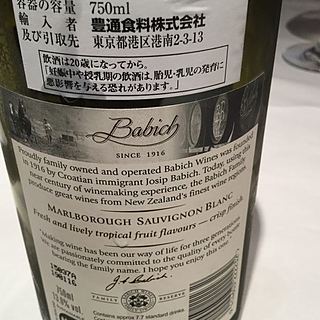 容器の容量 750ml
輸入者 豊通食料株式会社
及び引取先 東京都港区港南2-3-13
飲酒は20歳になってから。
「妊娠中や授乳期の飲酒は、胎児・乳児の発育に
悪影響を与える恐れがあります。」
Babich
SINCE 1916
Proudly family owned and operated Babich Wines was founded
in 1916 by Croatian immigrant Josip Babich. Today, using this
near century of winemaking experience, the Babich Family
produce great wines from New Zealand's finest wine regions.
MARLBOROUGH SAUVIGNON BLANC
Fresh and lively tropical fruit flavours — crisp finish.
"Making wine has been our way of life for three generations
we are passionately committed to the quality of every bottle
bearing the family name. I hope you enjoy this one."
FAMILY RESERVE
750ml
Contains approx 7.7 standard drinks.